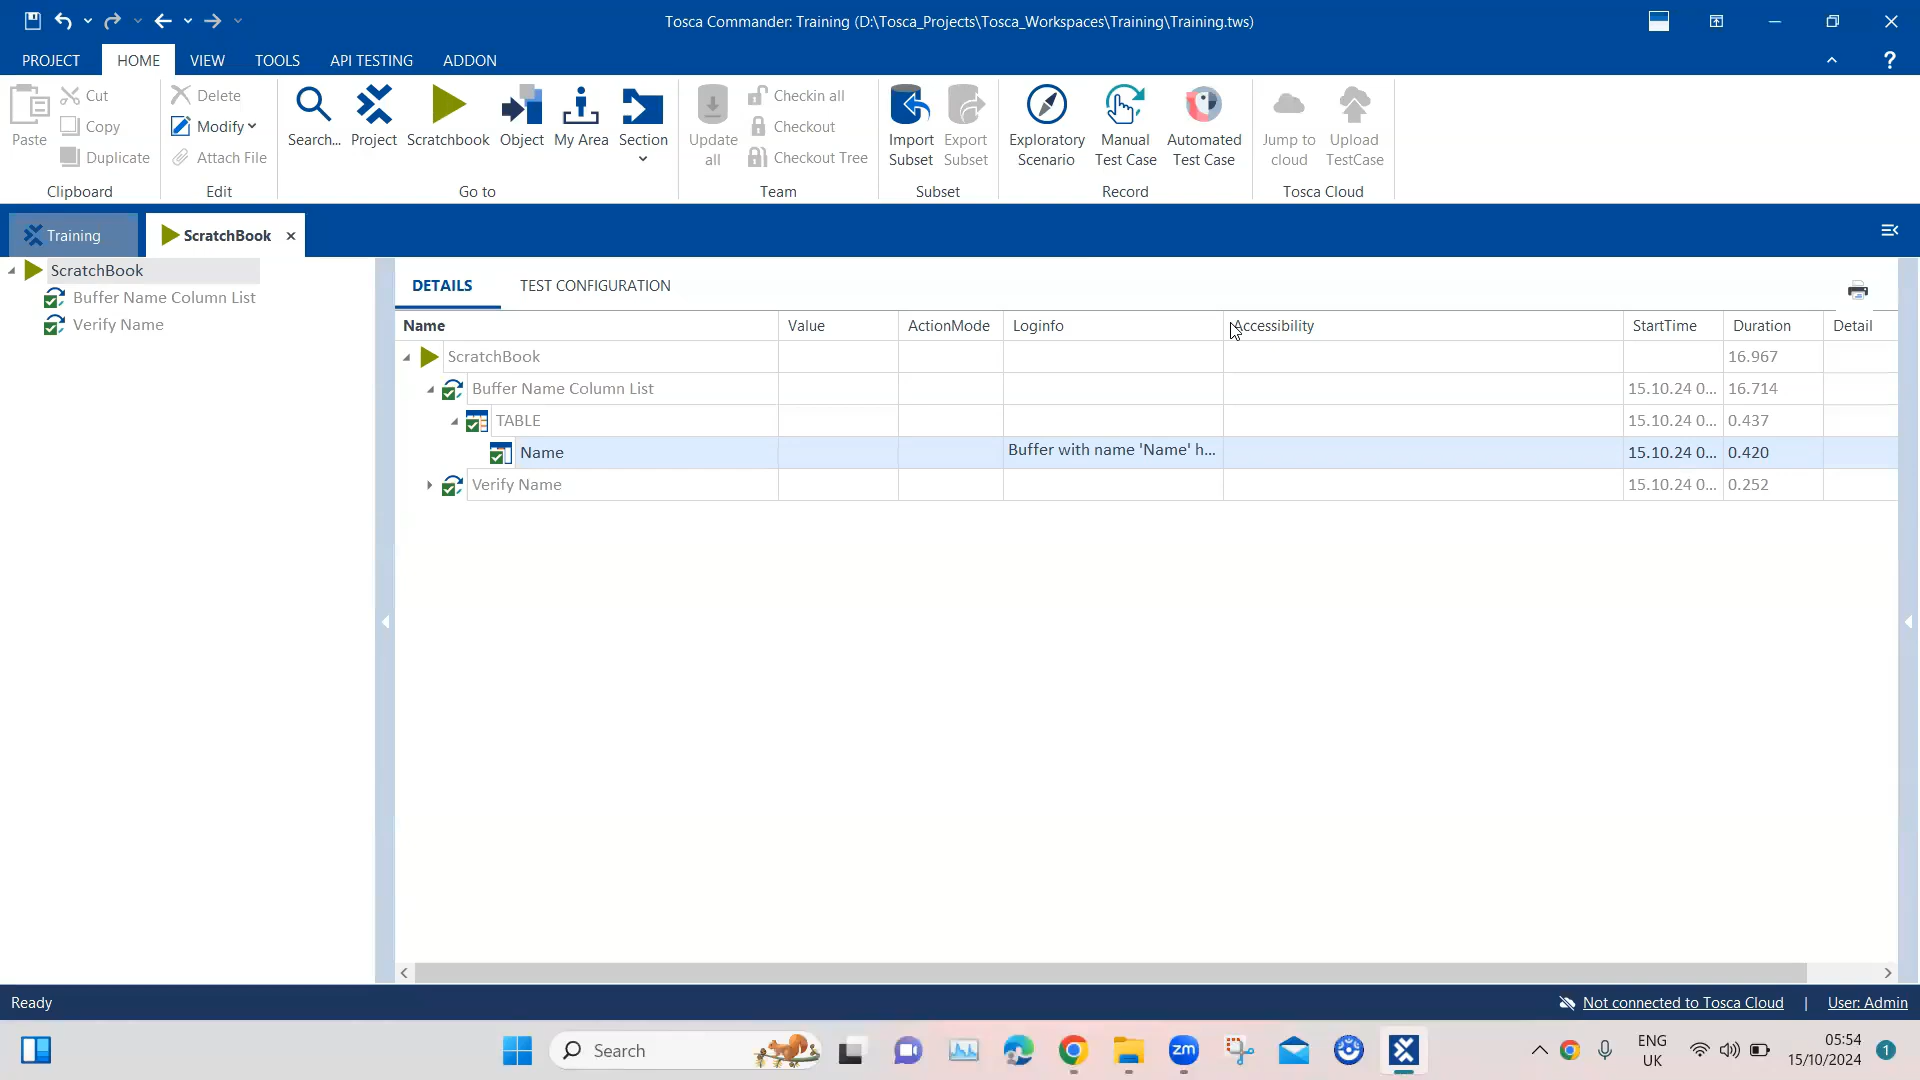 Tosca Commander: Training (D:\Tosca_Projects\Tosca_Workspaces\Training\Training.tws)
PROJECT HOME VIEW TOOLS API TESTING ADDON
Paste
Cut
Copy
Duplicate
Clipboard
Delete
Modify
Attach File
Edit
Search...
Project
Scratchbook
Object
My Area
Section
Go to
Update all
Checkin all
Checkout
Checkout Tree
Team
Import Subset
Export Subset
Subset
Exploratory Scenario
Manual Test Case
Automated Test Case
Record
Jump to cloud
Upload TestCase
Tosca Cloud
Training
ScratchBook
ScratchBook
Buffer Name Column List
Verify Name
DETAILS TEST CONFIGURATION
Name Value ActionMode Loginfo Accessibility StartTime Duration Detail
ScratchBook 16.967
Buffer Name Column List 15.10.24 0... 16.714
TABLE 15.10.24 0... 0.437
Name Buffer with name 'Name' h... 15.10.24 0... 0.420
Verify Name 15.10.24 0... 0.252
Ready Not connected to Tosca Cloud | User: Admin
Search
zm
ENG
UK
05:54
15/10/2024
1